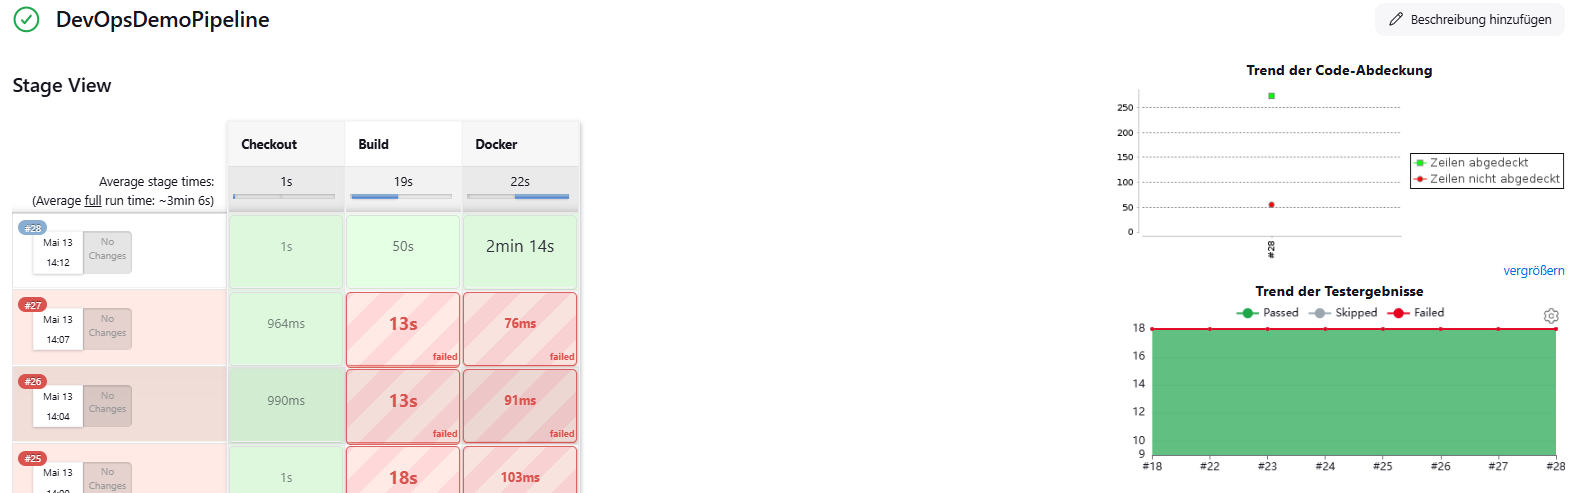 DevOpsDemoPipeline
Beschreibung hinzufügen
Stage View
Checkout Build Docker
Average stage times: 1s 19s 22s
(Average full run time: ~3min 6s)
#28
Mai 13 No
14:12 Changes
1s 50s 2min 14s
#27
Mai 13 No
14:07 Changes
964ms 13s failed 76ms failed
#26
Mai 13 No
14:04 Changes
990ms 13s failed 91ms failed
#25
Mai 13 No
Changes
1s 18s 103ms
Trend der Code-Abdeckung
250
200
150
100
50
0
#28
Zeilen abgedeckt
Zeilen nicht abgedeckt
vergrößern
Trend der Testergebnisse
Passed Skipped Failed
18
16
14
12
10
9
#18 #22 #23 #24 #25 #26 #27 #28